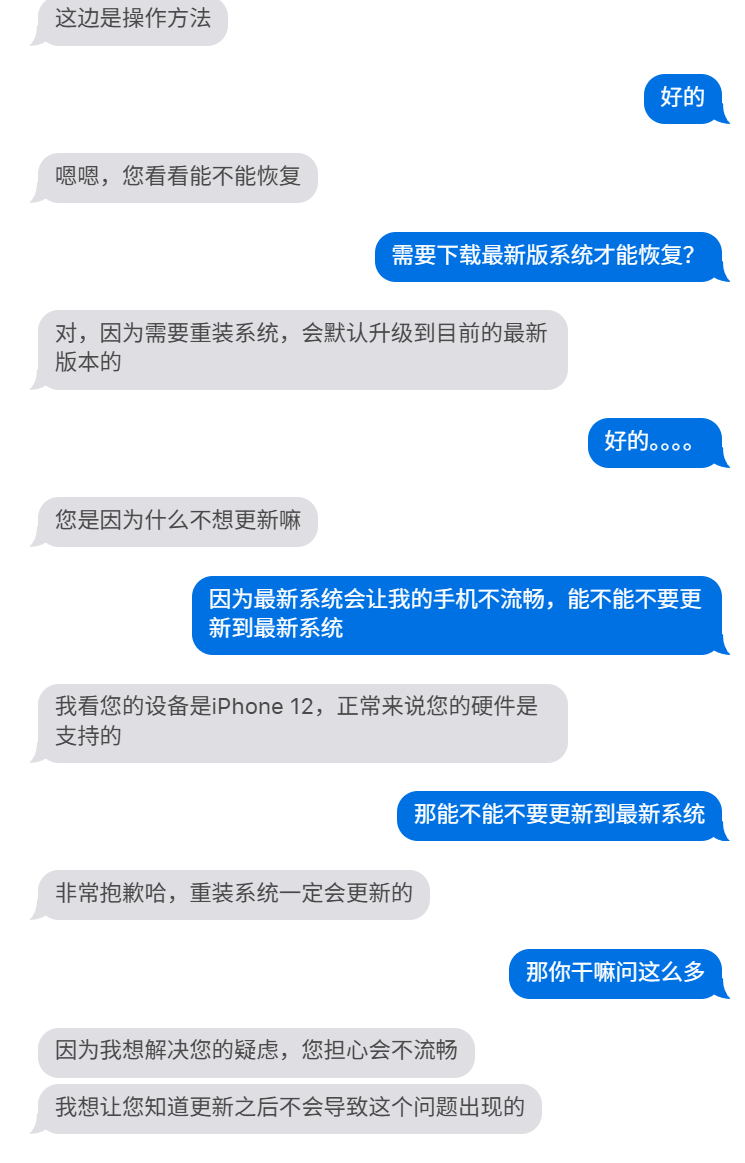 这边是操作方法
好的
嗯嗯，您看看能不能恢复
需要下载最新版系统才能恢复？
对，因为需要重装系统，会默认升级到目前的最新
版本的
好的。。。。
您是因为什么不想更新嘛
因为最新系统会让我的手机不流畅，能不能不要更
新到最新系统
我看您的设备是iPhone 12，正常来说您的硬件是
支持的
那能不能不要更新到最新系统
非常抱歉哈，重装系统一定会更新的
那你干嘛问这么多
因为我想解决您的疑虑，您担心会不流畅
我想让您知道更新之后不会导致这个问题出现的